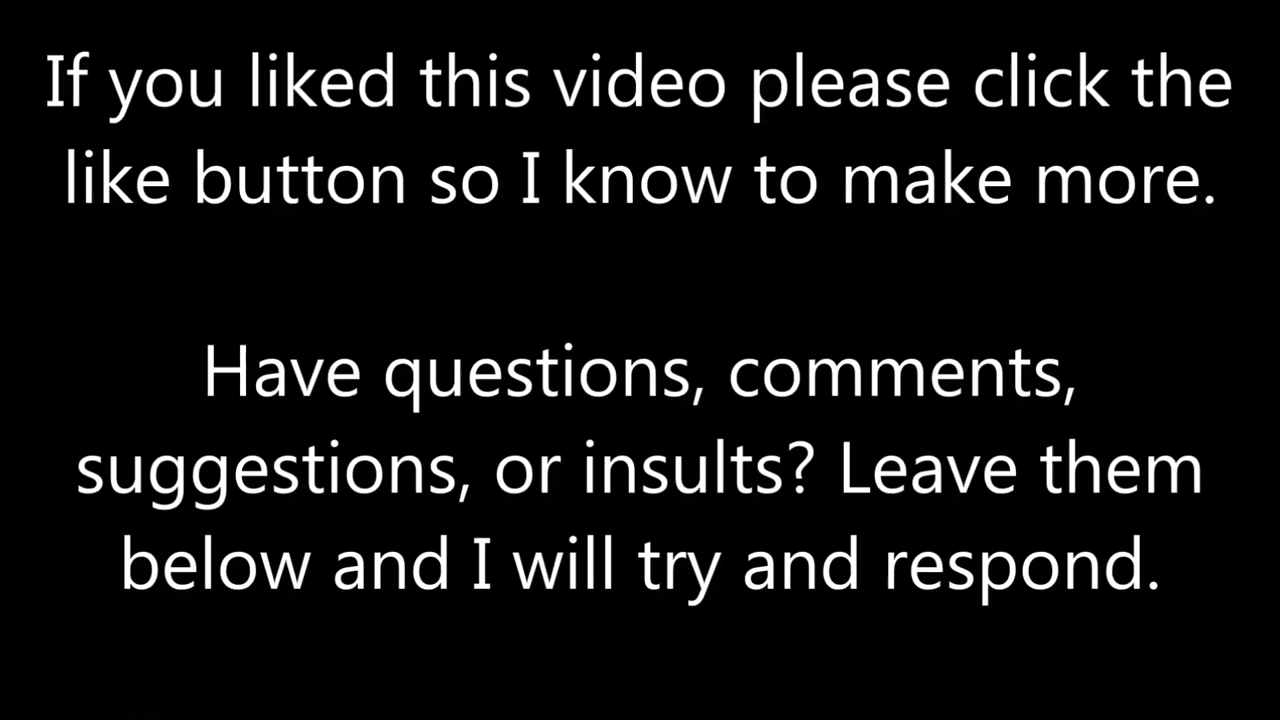 If you liked this video please click the
like button so I know to make more.
Have questions, comments,
suggestions, or insults? Leave them
below and I will try and respond.